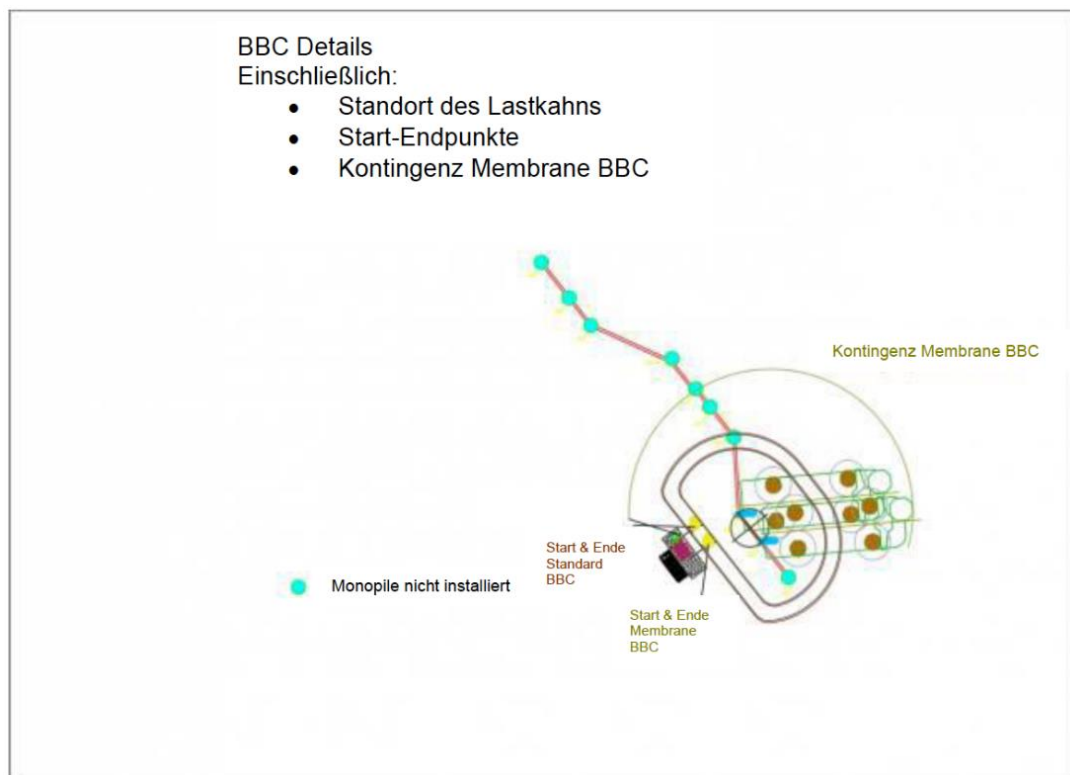 BBC Details
Einschließlich:
• Standort des Lastkahns
• Start-Endpunkte
• Kontingenz Membrane BBC
Kontingenz Membrane BBC
Start & Ende
Standard
BBC
Monopile nicht installiert
Start & Ende
Membrane
BBC